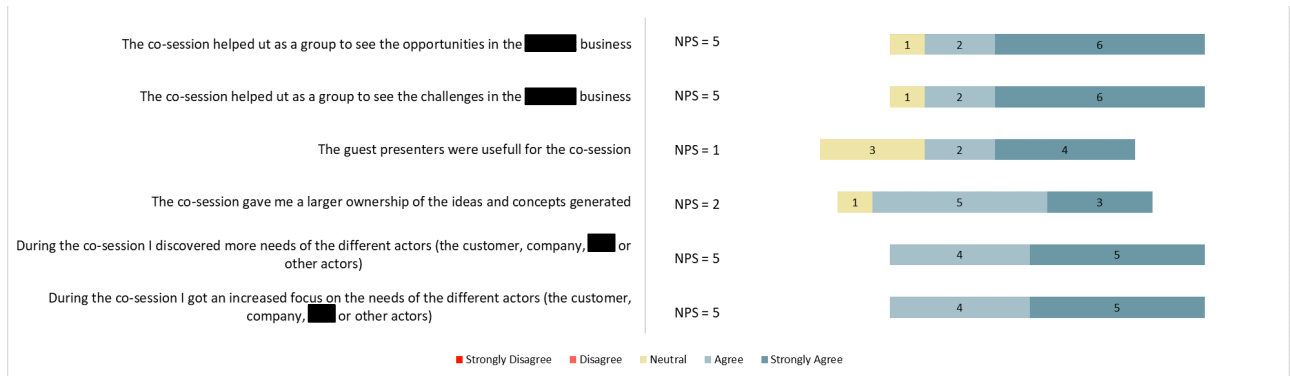 The co-session helped ut as a group to see the opportunities in the business NPS = 5 1 2 6
The co-session helped ut as a group to see the challenges in the business NPS = 5 1 2 6
The guest presenters were usefull for the co-session NPS = 1 3 2 4
The co-session gave me a larger ownership of the ideas and concepts generated NPS = 2 1 5 3
During the co-session I discovered more needs of the different actors (the customer, company, or
other actors) NPS = 5 4 5
During the co-session I got an increased focus on the needs of the different actors (the customer,
company, or other actors) NPS = 5 4 5
Strongly Disagree Disagree Neutral Agree Strongly Agree